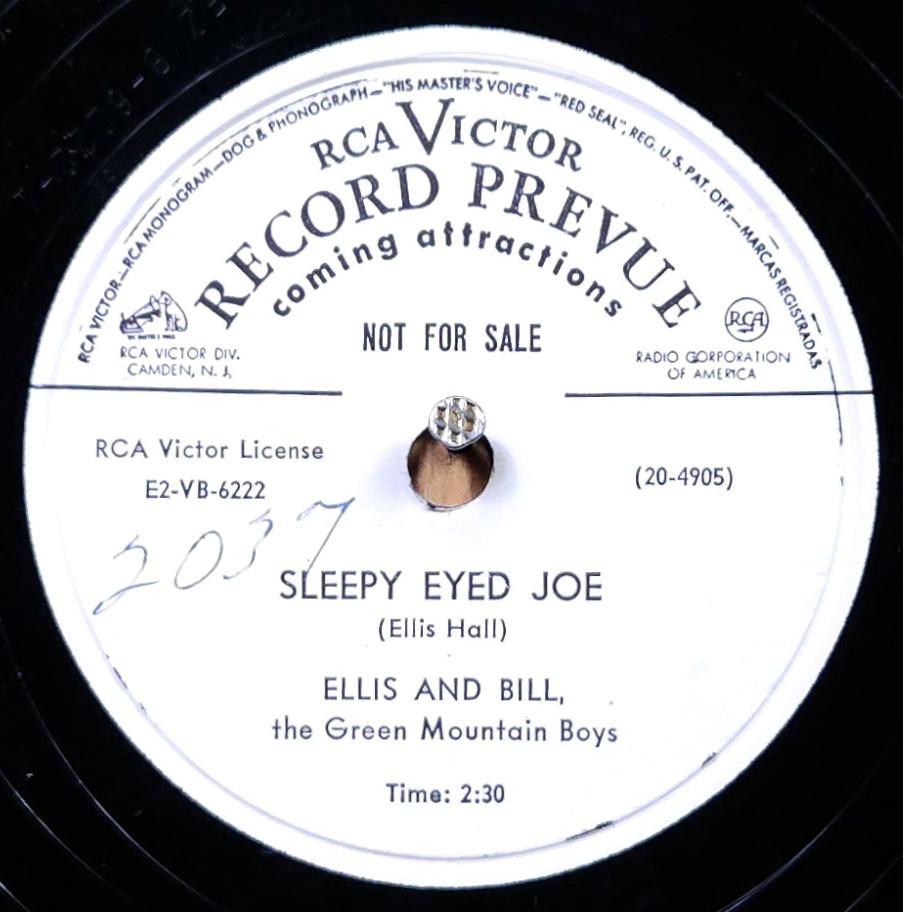 RCA VICTOR—RCA MONOGRAM—DOG & PHONOGRAPH—"HIS MASTER'S VOICE"—"RED SEAL", REG. U. S. PAT. OFF.—MARCAS REGISTRADAS
RCA VICTOR
RECORD PREVUE
coming attractions
NOT FOR SALE
RCA VICTOR DIV.
CAMDEN, N. J.
RCA
RADIO CORPORATION
OF AMERICA
RCA Victor License
E2-VB-6222
(20-4905)
2037
SLEEPY EYED JOE
(Ellis Hall)
ELLIS AND BILL,
the Green Mountain Boys
Time: 2:30